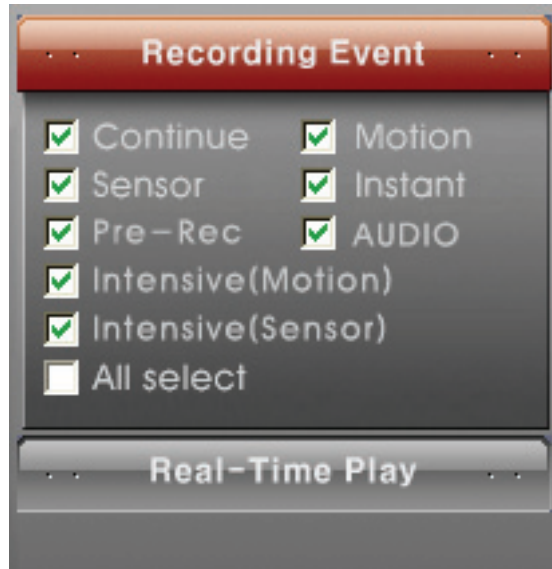 Recording Event
Continue Motion
Sensor Instant
Pre-Rec AUDIO
Intensive(Motion)
Intensive(Sensor)
All select
Real-Time Play